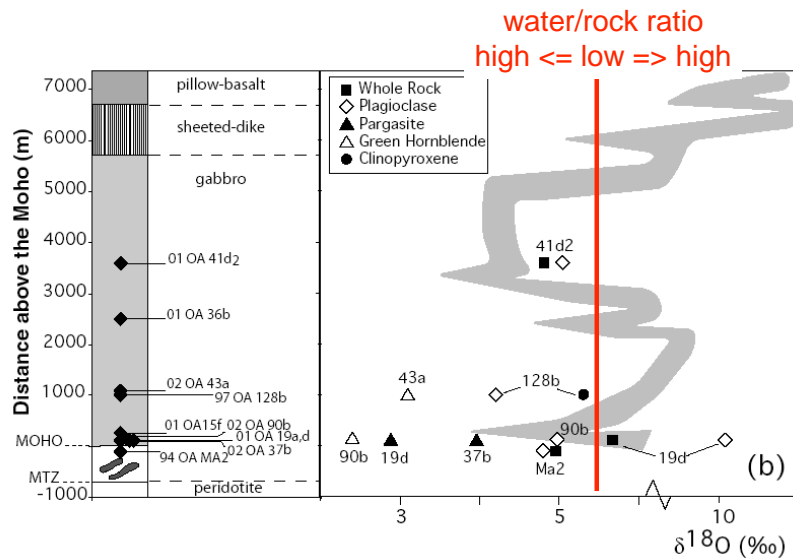 water/rock ratio
high <= low => high
7000
6000
5000
4000
3000
2000
1000
MOHO
MTZ
-1000
Distance above the Moho (m)
pillow-basalt
sheeted-dike
gabbro
01 OA 41d2
01 OA 36b
02 OA 43a
97 OA 128b
01 OA15f 02 OA 90b
01 OA 19a,d
02 OA 37b
94 OA MA2
peridotite
Whole Rock
Plagioclase
Pargasite
Green Hornblende
Clinopyroxene
41d2
43a
128b
90b
90b
19d
37b
Ma2
19d
(b)
3
5
10
δ18O (‰)